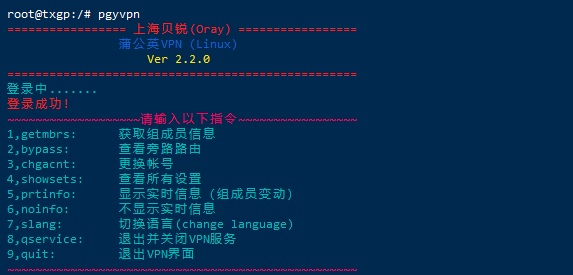 root@txgp:/# pgyvpn
================= 上海贝锐(Oray) =================
蒲公英VPN (Linux)
Ver 2.2.0
==================================================
登录中.......
登录成功!
~~~~~~~~~~~~~~~~~~~请输入以下指令~~~~~~~~~~~~~~~~~
1,getmbrs: 获取组成员信息
2,bypass: 查看旁路路由
3,chgacnt: 更换帐号
4,showsets: 查看所有设置
5,prtinfo: 显示实时信息 (组成员变动)
6,noinfo: 不显示实时信息
7,slang: 切换语言(change language)
8,qservice: 退出并关闭VPN服务
9,quit: 退出VPN界面
~~~~~~~~~~~~~~~~~~~~~~~~~~~~~~~~~~~~~~~~~~~~~~~~~~